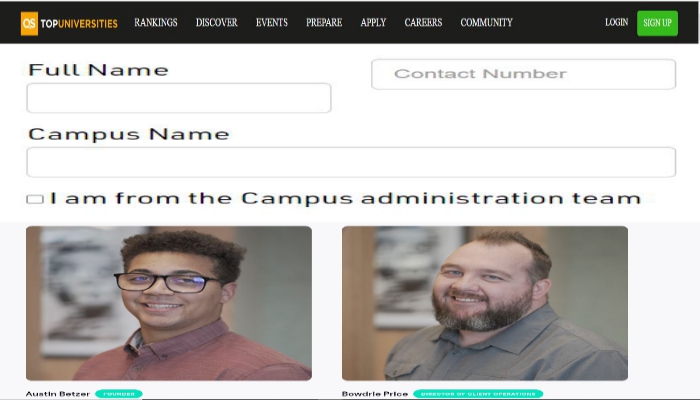 QS TOPUNIVERSITIES RANKINGS DISCOVER EVENTS PREPARE APPLY CAREERS COMMUNITY LOGIN SIGN UP
Full Name
Contact Number
Campus Name
I am from the Campus administration team
Austin Betzer FOUNDER
Bowdrie Price DIRECTOR OF CLIENT OPERATIONS